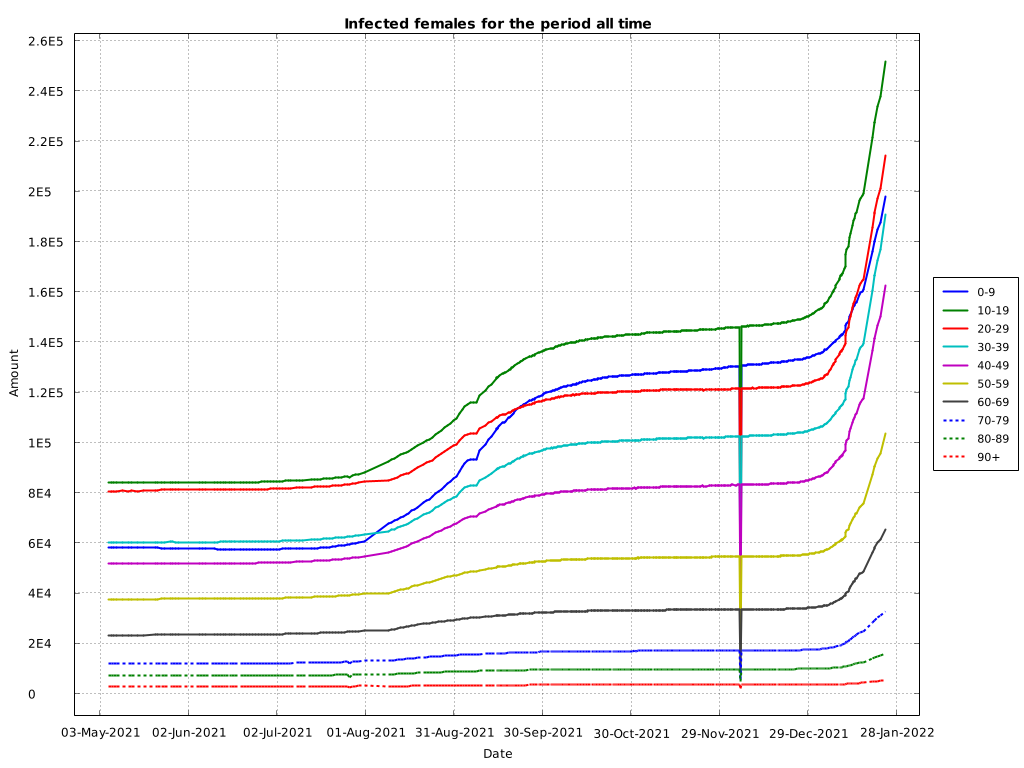 Infected females for the period all time
2.6E5
2.4E5
2.2E5
2E5
1.8E5
1.6E5
1.4E5
1.2E5
1E5
8E4
6E4
4E4
2E4
0
Amount
03-May-2021 02-Jun-2021 02-Jul-2021 01-Aug-2021 31-Aug-2021 30-Sep-2021 30-Oct-2021 29-Nov-2021 29-Dec-2021 28-Jan-2022
Date
0-9
10-19
20-29
30-39
40-49
50-59
60-69
70-79
80-89
90+